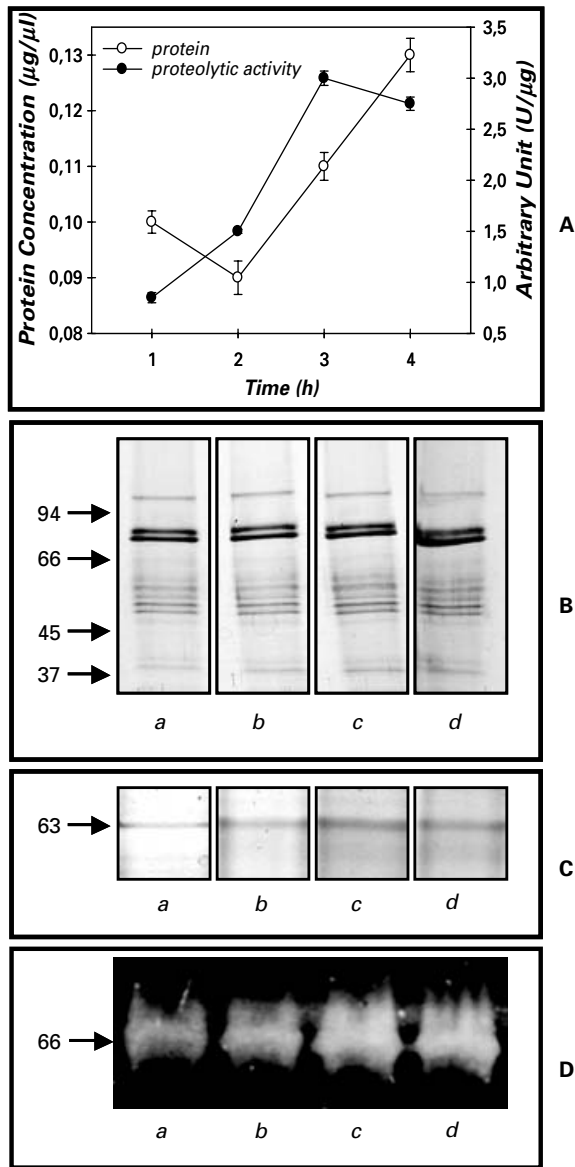 Protein Concentration (µg/µl)
0,13
0,12
0,11
0,10
0,09
0,08
protein
proteolytic activity
3,5
3,0
2,5
2,0
1,5
1,0
0,5
Arbitrary Unit (U/µg)
1 2 3 4
Time (h)
A
94
66
45
37
a b c d
B
63
a b c d
C
66
a b c d
D